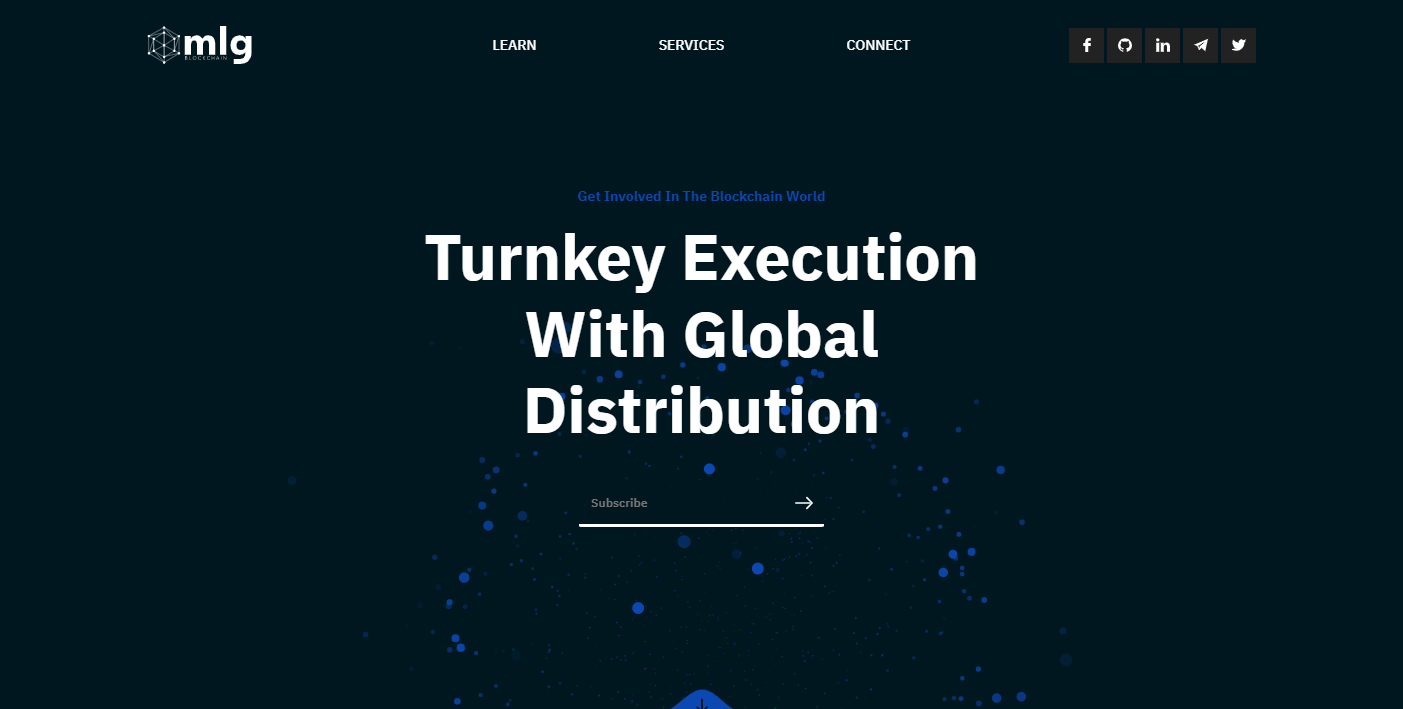 mlg
BLOCKCHAIN
LEARN
SERVICES
CONNECT
Get Involved In The Blockchain World
Turnkey Execution
With Global
Distribution
Subscribe